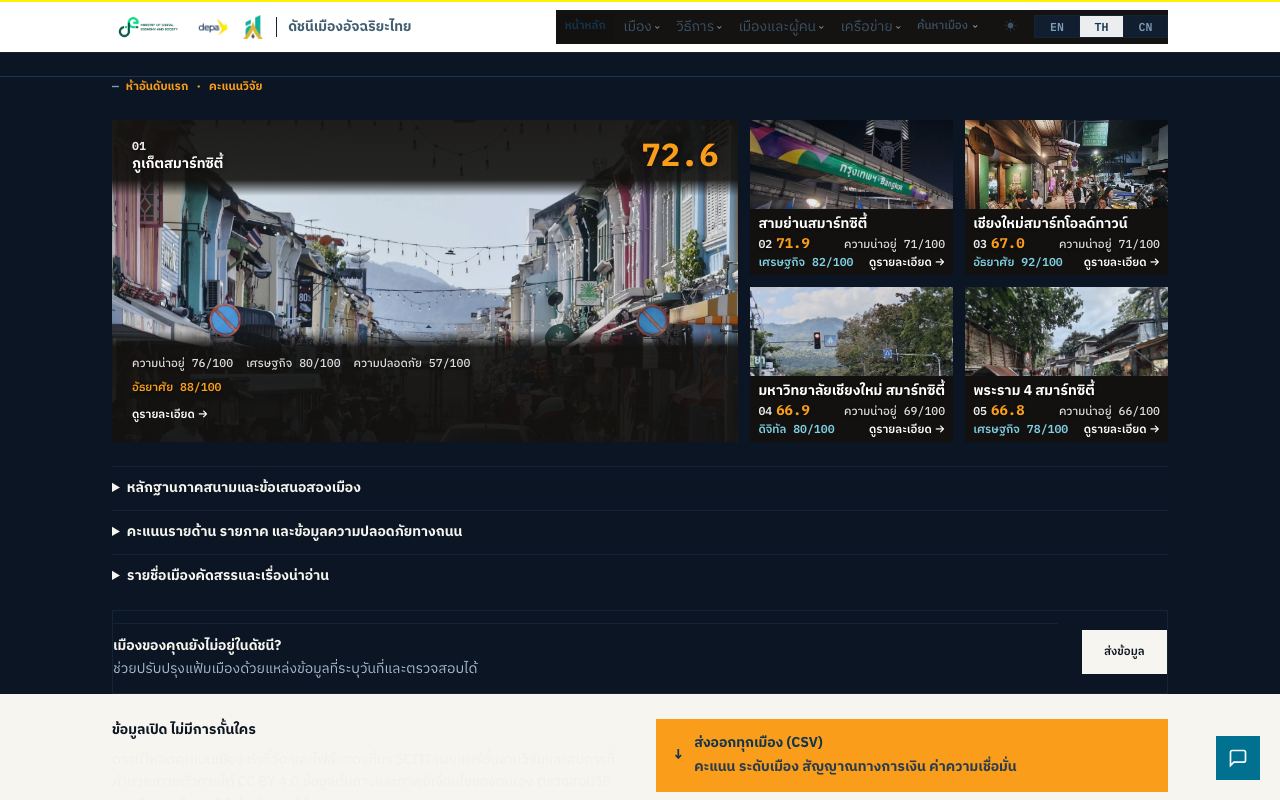 depa
ดัชนีเมืองอัจฉริยะไทย
หน้าหลัก เมือง วิธีการ เมืองและผู้คน เครือข่าย ค้นหาเมือง EN TH CN
— ห้าอันดับแรก · คะแนนวิจัย
01
ภูเก็ตสมาร์ทซิตี้
72.6
ความน่าอยู่ 76/100 เศรษฐกิจ 80/100 ความปลอดภัย 57/100
อัธยาศัย 88/100
ดูรายละเอียด →
กรุงเทพฯ Bangkok
สามย่านสมาร์ทซิตี้
02 71.9 ความน่าอยู่ 71/100
เศรษฐกิจ 82/100 ดูรายละเอียด →
เชียงใหม่สมาร์ทโอลด์ทาวน์
03 67.0 ความน่าอยู่ 71/100
อัธยาศัย 92/100 ดูรายละเอียด →
มหาวิทยาลัยเชียงใหม่ สมาร์ทซิตี้
04 66.9 ความน่าอยู่ 69/100
ดิจิทัล 80/100 ดูรายละเอียด →
พระราม 4 สมาร์ทซิตี้
05 66.8 ความน่าอยู่ 66/100
เศรษฐกิจ 78/100 ดูรายละเอียด →
▶ หลักฐานภาคสนามและข้อเสนอสองเมือง
▶ คะแนนรายด้าน รายภาค และข้อมูลความปลอดภัยทางถนน
▶ รายชื่อเมืองคัดสรรและเรื่องน่าอ่าน
เมืองของคุณยังไม่อยู่ในดัชนี?
ช่วยปรับปรุงแฟ้มเมืองด้วยแหล่งข้อมูลที่ระบุวันที่และตรวจสอบได้
ส่งข้อมูล
ข้อมูลเปิด ไม่มีการกั้นใคร
↓ ส่งออกทุกเมือง (CSV)
คะแนน ระดับเมือง สัญญาณทางการเงิน ค่าความเชื่อมั่น